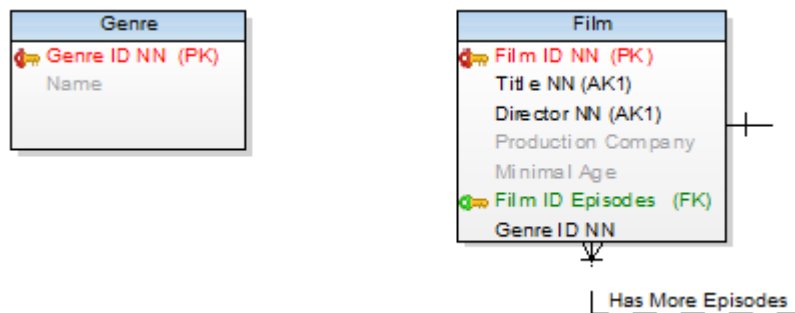 Genre
Genre ID NN (PK)
Name
Film
Film ID NN (PK)
Title NN (AK1)
Director NN (AK1)
Production Company
Minimal Age
Film ID Episodes (FK)
Genre ID NN
Has More Episodes